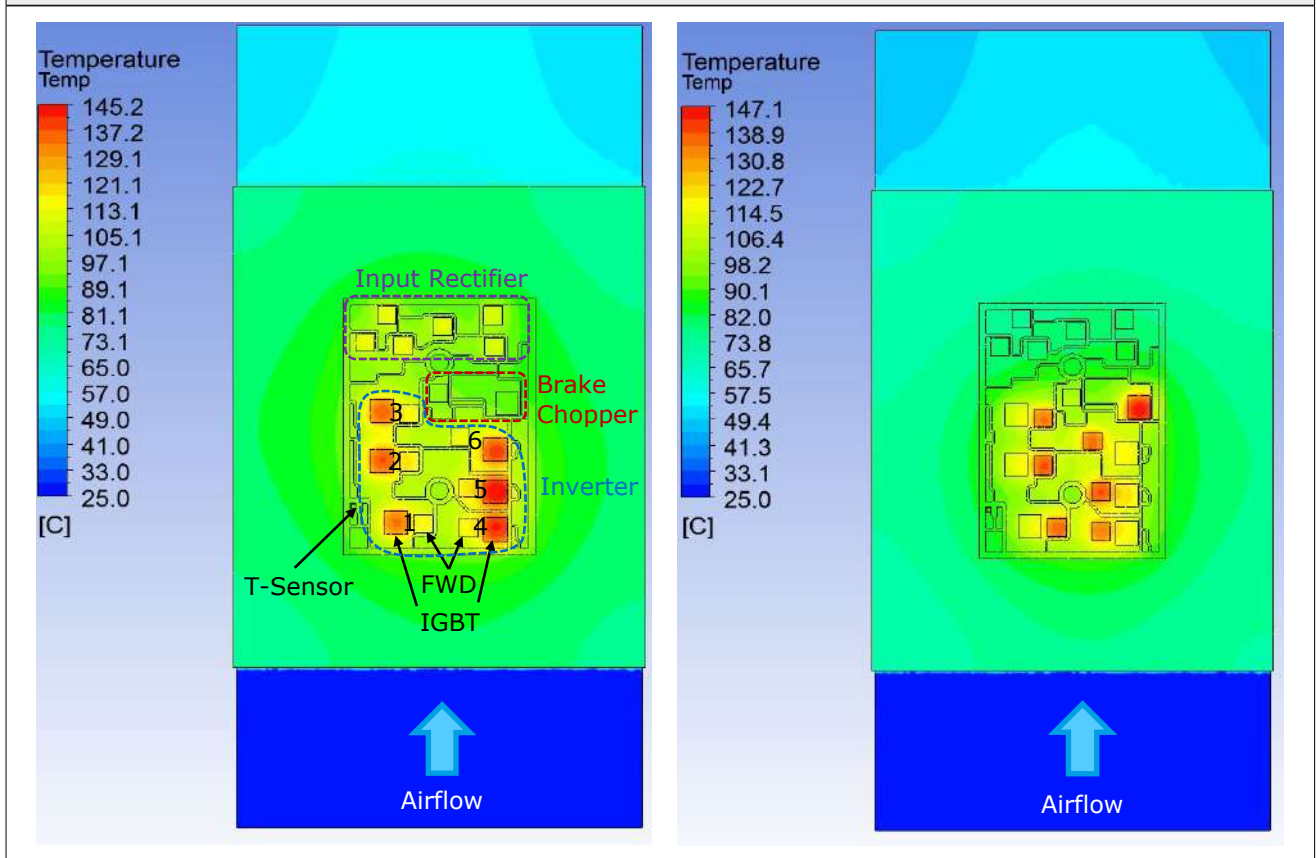 Temperature
Temp
145.2
137.2
129.1
121.1
113.1
105.1
97.1
89.1
81.1
73.1
65.0
57.0
49.0
41.0
33.0
25.0
[C]
Input Rectifier
Brake
Chopper
3
6
2
5
Inverter
1
4
T-Sensor
FWD
IGBT
Airflow
Temperature
Temp
147.1
138.9
130.8
122.7
114.5
106.4
98.2
90.1
82.0
73.8
65.7
57.5
49.4
41.3
33.1
25.0
[C]
Airflow